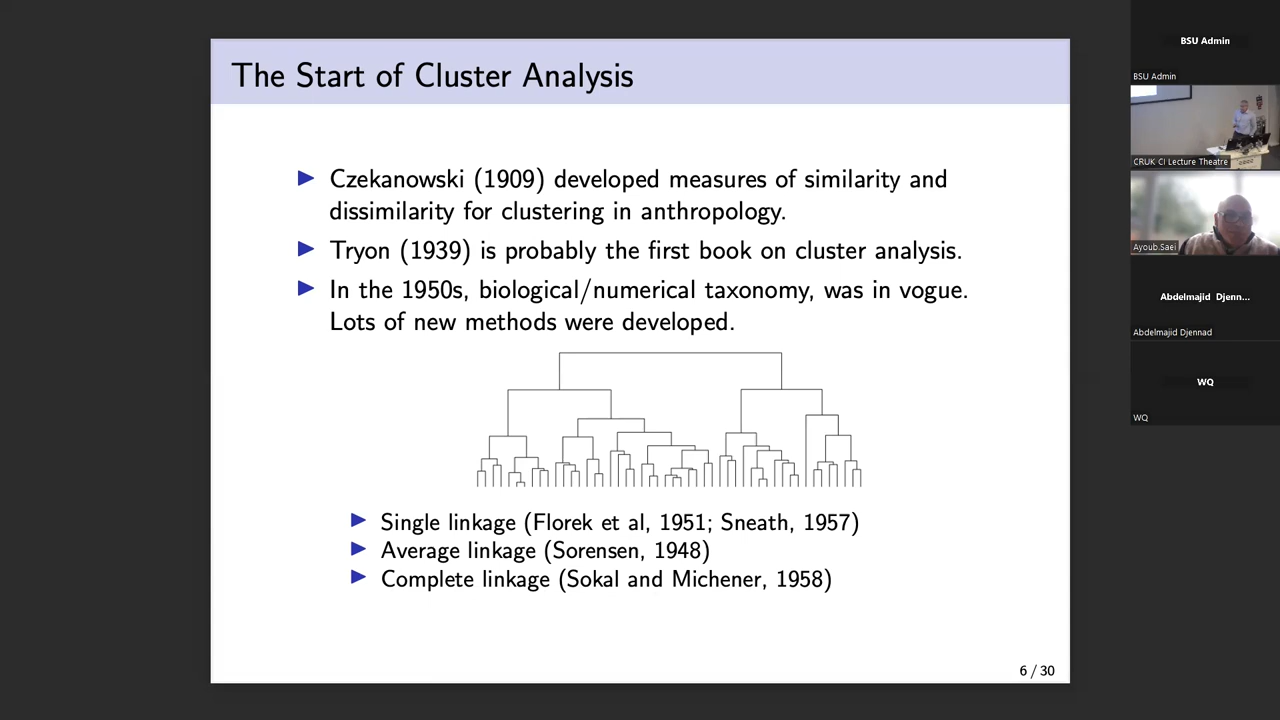 The Start of Cluster Analysis
▶ Czekanowski (1909) developed measures of similarity and
dissimilarity for clustering in anthropology.
▶ Tryon (1939) is probably the first book on cluster analysis.
▶ In the 1950s, biological/numerical taxonomy, was in vogue.
Lots of new methods were developed.
▶ Single linkage (Florek et al, 1951; Sneath, 1957)
▶ Average linkage (Sorensen, 1948)
▶ Complete linkage (Sokal and Michener, 1958)
6 / 30
BSU Admin
BSU Admin
CRUK CI Lecture Theatre
Ayoub.Saei
Abdelmajid Djenn...
Abdelmajid Djennad
WQ
WQ